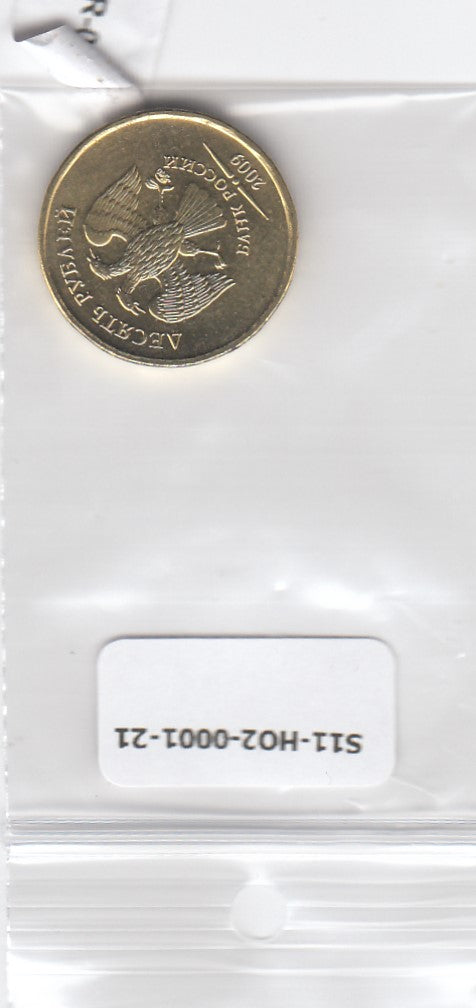 ДЕСЯТЬ РУБЛЕЙ
БАНК РОССИИ
2009
S11-HO2-0001-21